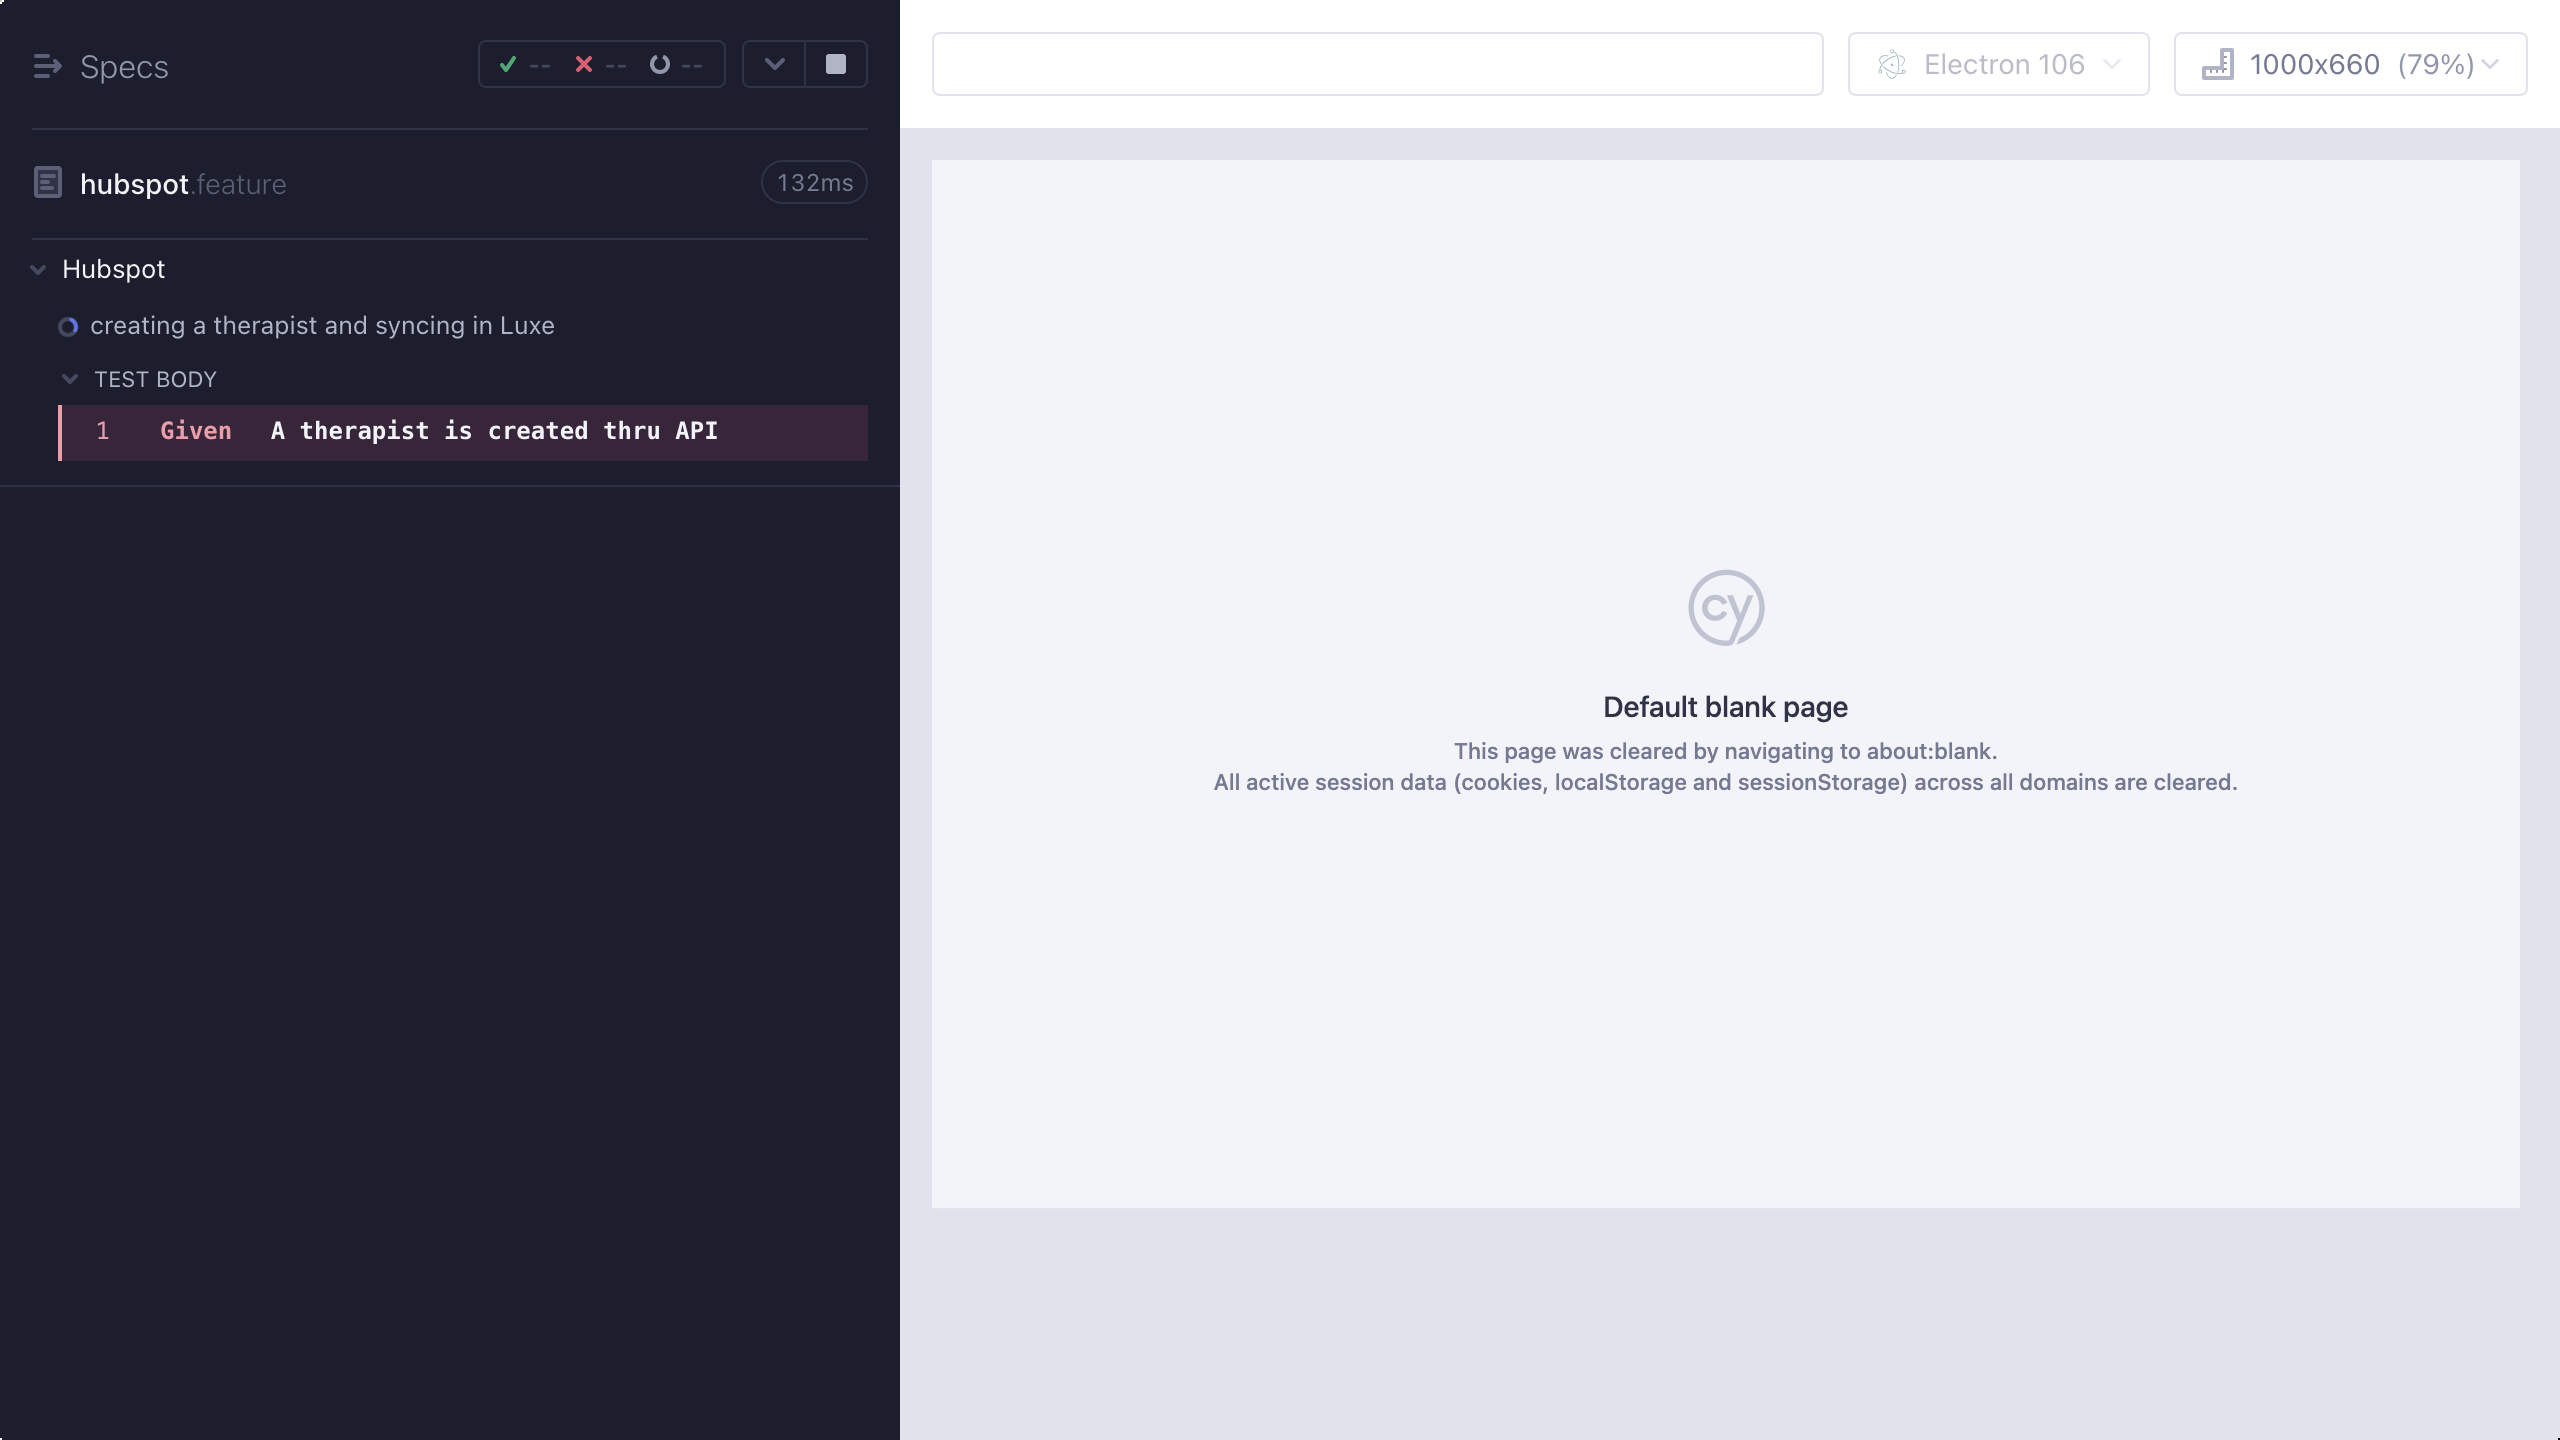 Specs
-- -- --
hubspot.feature
132ms
Hubspot
creating a therapist and syncing in Luxe
TEST BODY
1 Given A therapist is created thru API
Electron 106
1000x660 (79%)
cy
Default blank page
This page was cleared by navigating to about:blank.
All active session data (cookies, localStorage and sessionStorage) across all domains are cleared.